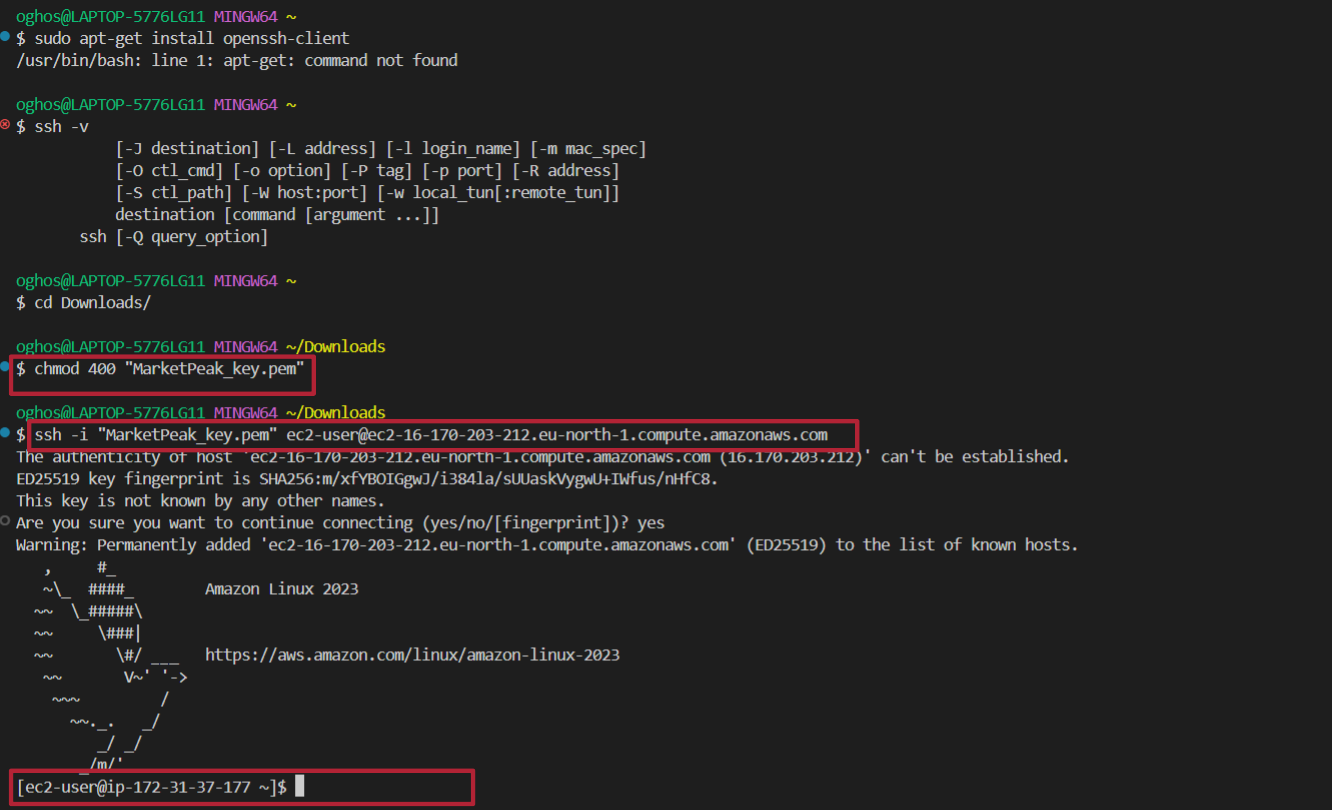 oghos@LAPTOP-5776LG11 MINGW64 ~
$ sudo apt-get install openssh-client
/usr/bin/bash: line 1: apt-get: command not found
oghos@LAPTOP-5776LG11 MINGW64 ~
$ ssh -v
[-J destination] [-L address] [-l login_name] [-m mac_spec]
[-O ctl_cmd] [-o option] [-P tag] [-p port] [-R address]
[-S ctl_path] [-W host:port] [-w local_tun[:remote_tun]]
destination [command [argument ...]]
ssh [-Q query_option]
oghos@LAPTOP-5776LG11 MINGW64 ~
$ cd Downloads/
oghos@LAPTOP-5776LG11 MINGW64 ~/Downloads
$ chmod 400 "MarketPeak_key.pem"
oghos@LAPTOP-5776LG11 MINGW64 ~/Downloads
$ ssh -i "MarketPeak_key.pem" ec2-user@ec2-16-170-203-212.eu-north-1.compute.amazonaws.com
The authenticity of host 'ec2-16-170-203-212.eu-north-1.compute.amazonaws.com (16.170.203.212)' can't be established.
ED25519 key fingerprint is SHA256:m/xfYBOIGgwJ/i384la/sUUaskVygwU+IWfus/nHfC8.
This key is not known by any other names.
Are you sure you want to continue connecting (yes/no/[fingerprint])? yes
Warning: Permanently added 'ec2-16-170-203-212.eu-north-1.compute.amazonaws.com' (ED25519) to the list of known hosts.
   ,     #_
   ~\_  ####_        Amazon Linux 2023
  ~~  \_#####\
  ~~     \###|
  ~~       \#/ ___   https://aws.amazon.com/linux/amazon-linux-2023
   ~~       V~' '->
    ~~~         /
      ~~._.   _/
         _/ _/
       _/m/'
[ec2-user@ip-172-31-37-177 ~]$